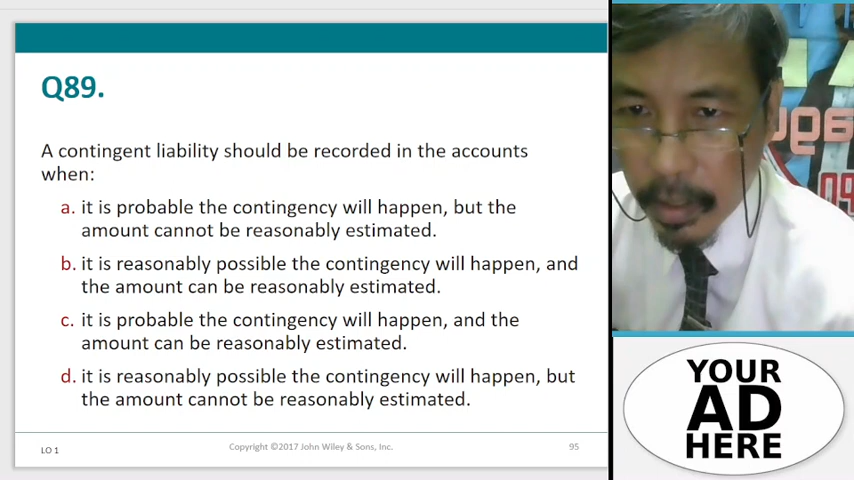 Q89.
A contingent liability should be recorded in the accounts
when:
a. it is probable the contingency will happen, but the
amount cannot be reasonably estimated.
b. it is reasonably possible the contingency will happen, and
the amount can be reasonably estimated.
c. it is probable the contingency will happen, and the
amount can be reasonably estimated.
d. it is reasonably possible the contingency will happen, but
the amount cannot be reasonably estimated.
LO 1
Copyright ©2017 John Wiley & Sons, Inc.
95
09
YOUR
AD
HERE